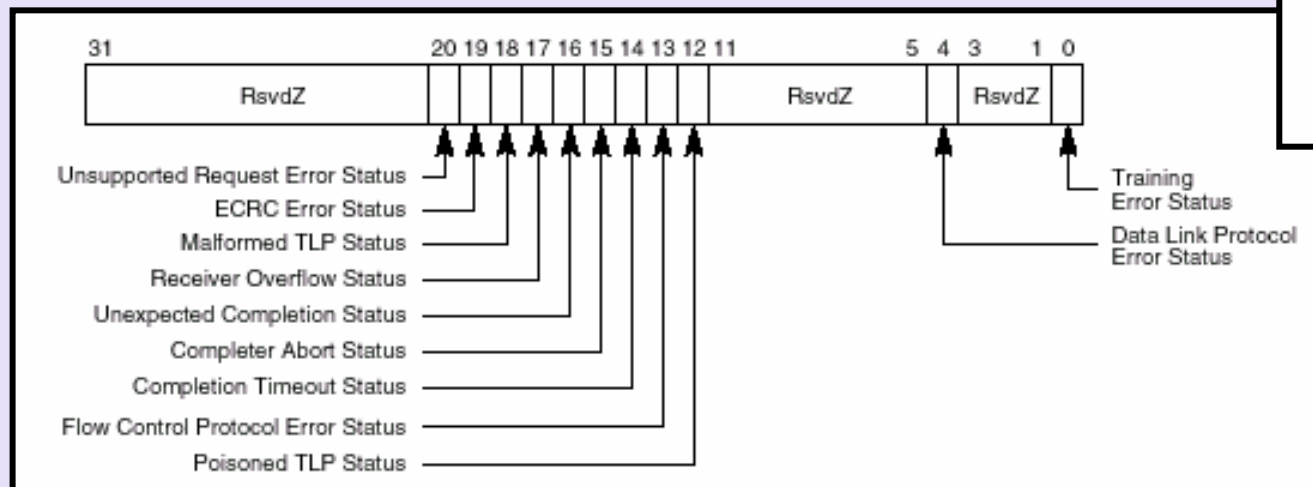 31 20 19 18 17 16 15 14 13 12 11 5 4 3 1 0
RsvdZ RsvdZ RsvdZ
Unsupported Request Error Status
ECRC Error Status
Malformed TLP Status
Receiver Overflow Status
Unexpected Completion Status
Completer Abort Status
Completion Timeout Status
Flow Control Protocol Error Status
Poisoned TLP Status
Training
Error Status
Data Link Protocol
Error Status